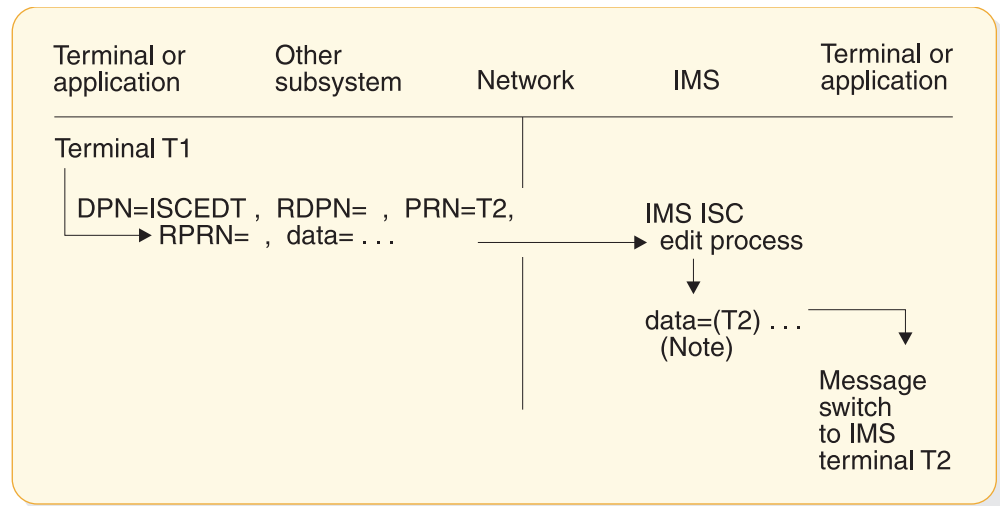 Terminal or
application
Other
subsystem
Network
IMS
Terminal or
application
Terminal T1
DPN=ISCEDT , RDPN= , PRN=T2,
RPRN= , data= . . .
IMS ISC
edit process
data=(T2) . . .
(Note)
Message
switch
to IMS
terminal T2